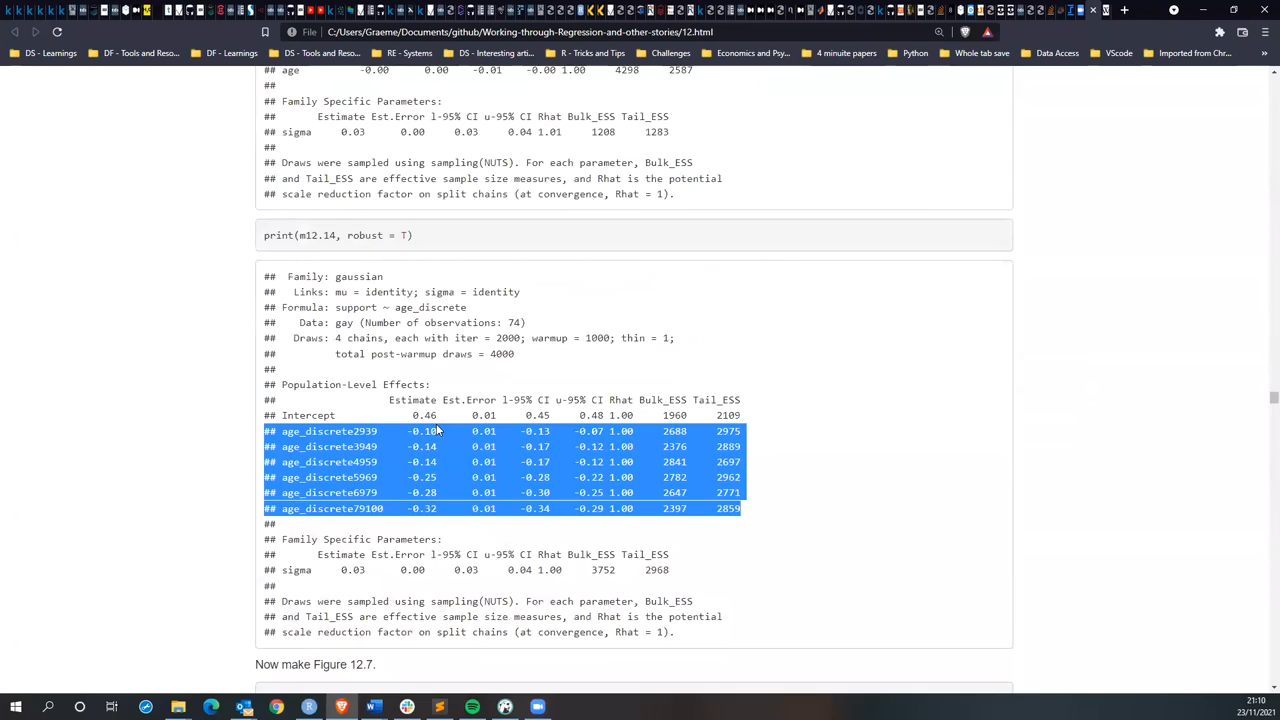 File | C:/Users/Graeme/Documents/github/Working-through-Regression-and-other-stories/12.html
DS - Learnings
DF - Tools and Reso...
DF - Learnings
DS - Tools and Reso...
RE - Systems
DS - Interesting artic...
R - Tricks and Tips
Challenges
Economics and Psy...
4 minuite papers
Python
Whole tab save
Data Access
VScode
Imported from Chr...
## age -0.00 0.00 -0.01 -0.00 1.00 4298 2587
##
## Family Specific Parameters:
## Estimate Est.Error l-95% CI u-95% CI Rhat Bulk_ESS Tail_ESS
## sigma 0.03 0.00 0.03 0.04 1.01 1208 1283
##
## Draws were sampled using sampling(NUTS). For each parameter, Bulk_ESS
## and Tail_ESS are effective sample size measures, and Rhat is the potential
## scale reduction factor on split chains (at convergence, Rhat = 1).
print(m12.14, robust = T)
## Family: gaussian
## Links: mu = identity; sigma = identity
## Formula: support ~ age_discrete
## Data: gay (Number of observations: 74)
## Draws: 4 chains, each with iter = 2000; warmup = 1000; thin = 1;
## total post-warmup draws = 4000
##
## Population-Level Effects:
## Estimate Est.Error l-95% CI u-95% CI Rhat Bulk_ESS Tail_ESS
## Intercept 0.46 0.01 0.45 0.48 1.00 1960 2109
## age_discrete2939 -0.10 0.01 -0.13 -0.07 1.00 2688 2975
## age_discrete3949 -0.14 0.01 -0.17 -0.12 1.00 2376 2889
## age_discrete4959 -0.14 0.01 -0.17 -0.12 1.00 2841 2697
## age_discrete5969 -0.25 0.01 -0.28 -0.22 1.00 2782 2962
## age_discrete6979 -0.28 0.01 -0.30 -0.25 1.00 2647 2771
## age_discrete79100 -0.32 0.01 -0.34 -0.29 1.00 2397 2859
##
## Family Specific Parameters:
## Estimate Est.Error l-95% CI u-95% CI Rhat Bulk_ESS Tail_ESS
## sigma 0.03 0.00 0.03 0.04 1.00 3752 2968
##
## Draws were sampled using sampling(NUTS). For each parameter, Bulk_ESS
## and Tail_ESS are effective sample size measures, and Rhat is the potential
## scale reduction factor on split chains (at convergence, Rhat = 1).
Now make Figure 12.7.
21:10
23/11/2021